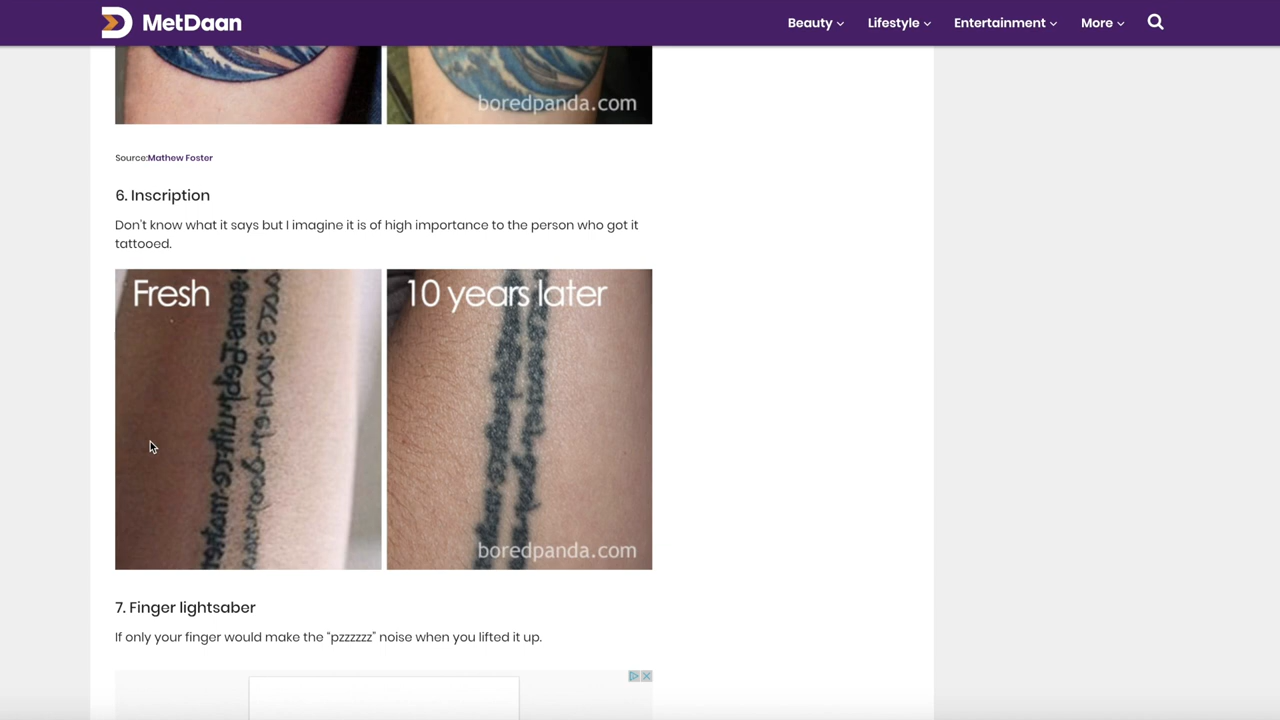 MetDaan
Beauty
Lifestyle
Entertainment
More
boredpanda.com
Source:Mathew Foster
6. Inscription
Don't know what it says but I imagine it is of high importance to the person who got it
tattooed.
Fresh
10 years later
boredpanda.com
7. Finger lightsaber
If only your finger would make the “pzzzzzz” noise when you lifted it up.